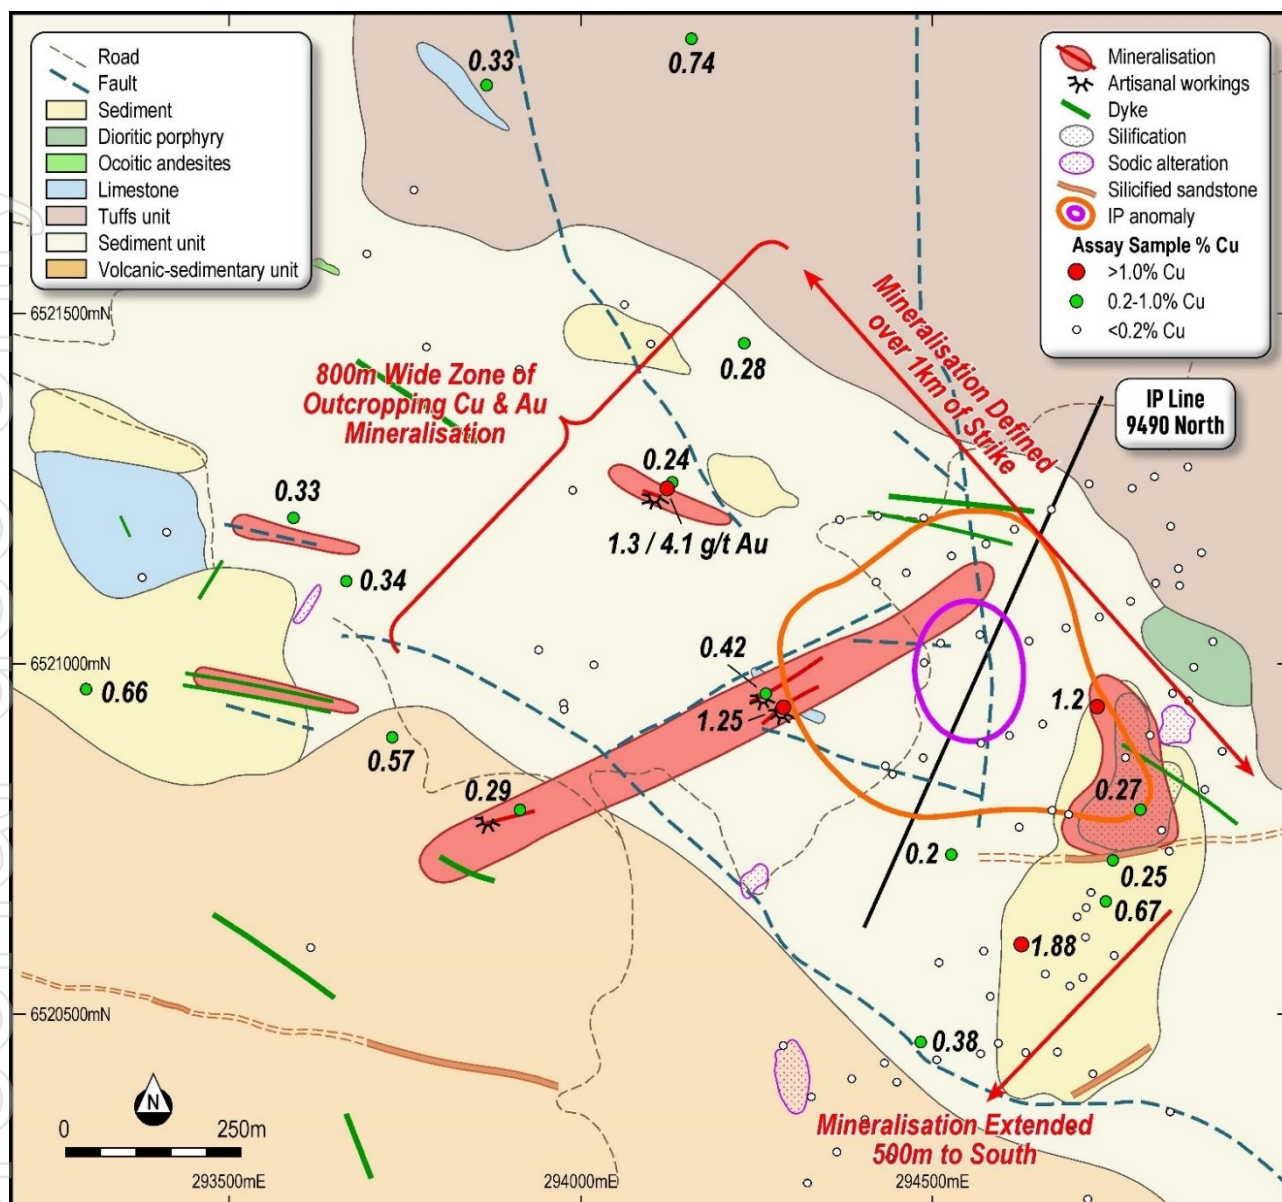 Road
Fault
Sediment
Dioritic porphyry
Ocoitic andesites
Limestone
Tuffs unit
Sediment unit
Volcanic-sedimentary unit
Mineralisation
Artisanal workings
Dyke
Silification
Sodic alteration
Silicified sandstone
IP anomaly
Assay Sample % Cu
>1.0% Cu
0.2-1.0% Cu
<0.2% Cu
IP Line
9490 North
0.33
0.74
6521500mN
Mineralisation Defined
over 1km of Strike
800m Wide Zone of
Outcropping Cu & Au
Mineralisation
0.28
0.24
1.3 / 4.1 g/t Au
0.33
0.34
6521000mN
0.66
0.42
1.25
1.2
0.57
0.29
0.27
0.2
0.25
0.67
1.88
6520500mN
0.38
N
0 250m
Mineralisation Extended
500m to South
293500mE
294000mE
294500mE